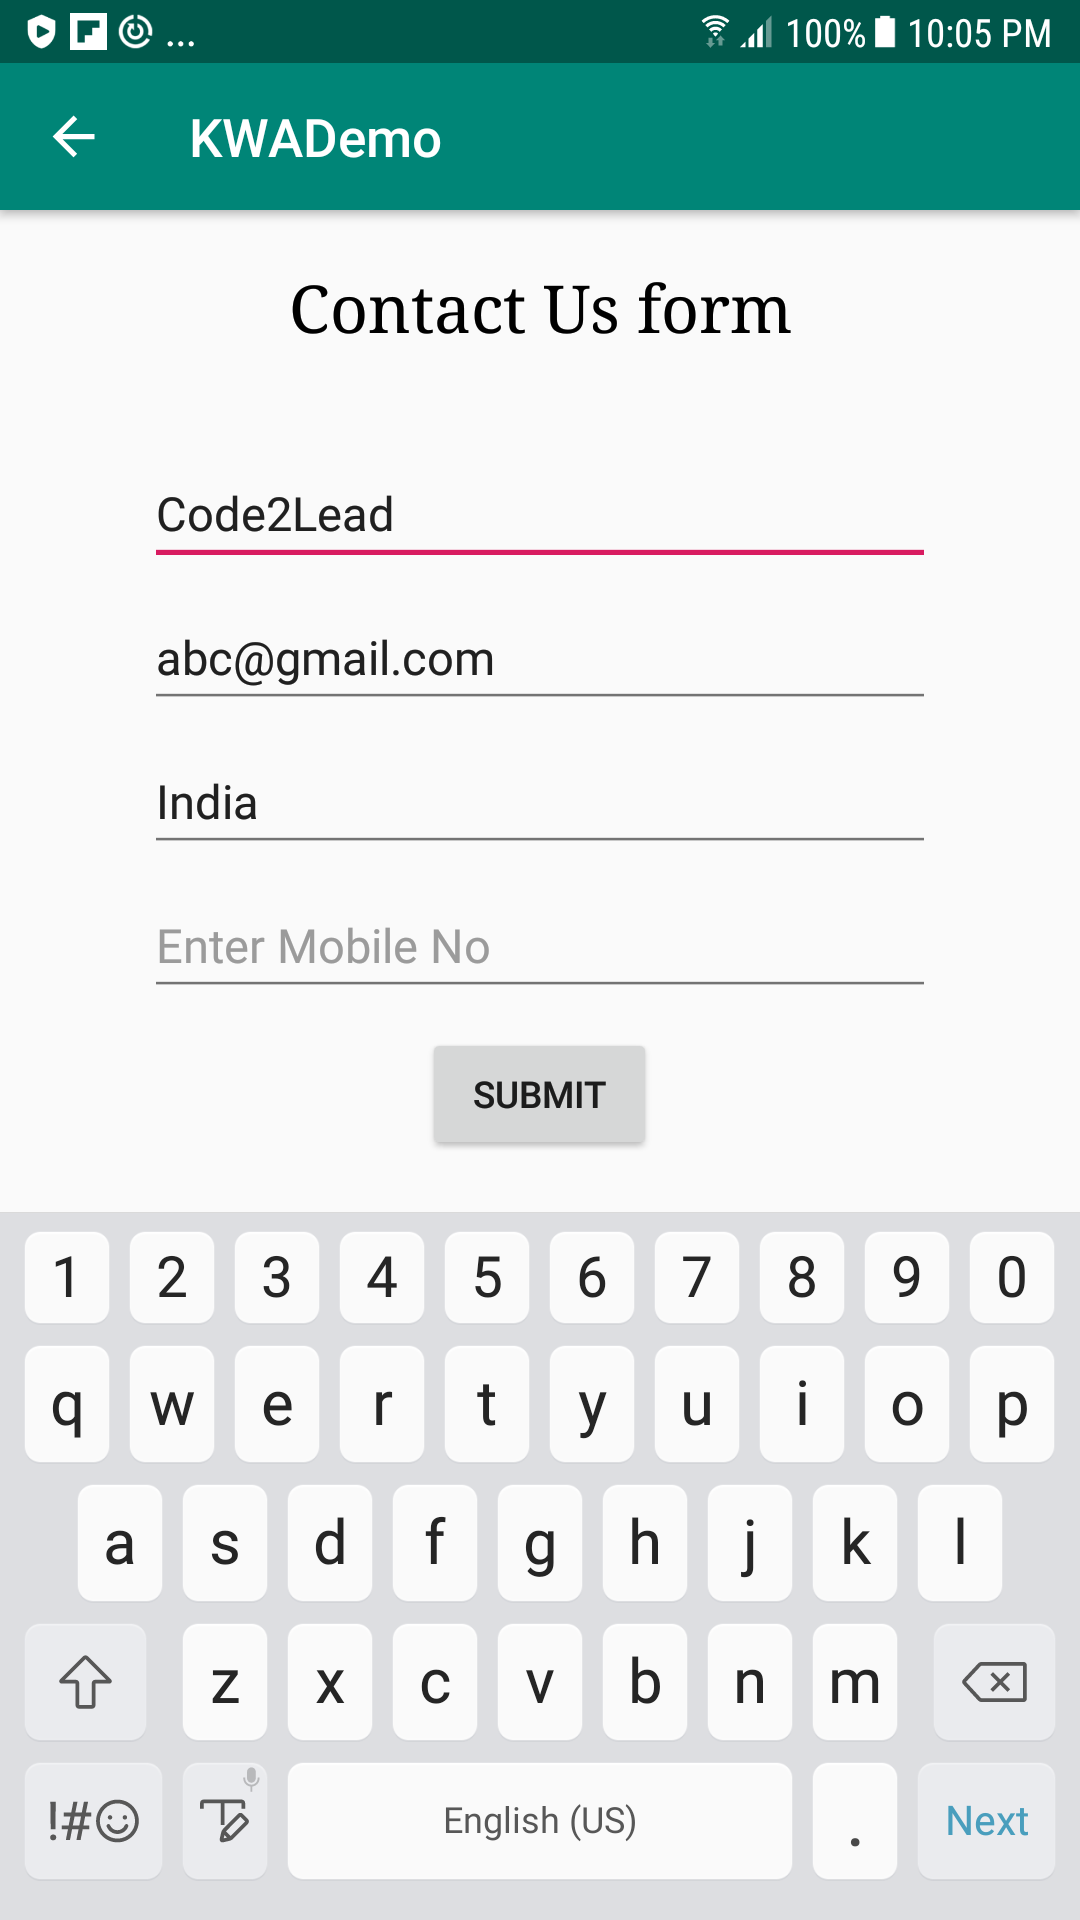 ... 100% 10:05 PM
KWADemo
Contact Us form
Code2Lead
abc@gmail.com
India
Enter Mobile No
SUBMIT
1 2 3 4 5 6 7 8 9 0
q w e r t y u i o p
a s d f g h j k l
z x c v b n m
!#☺ English (US) . Next